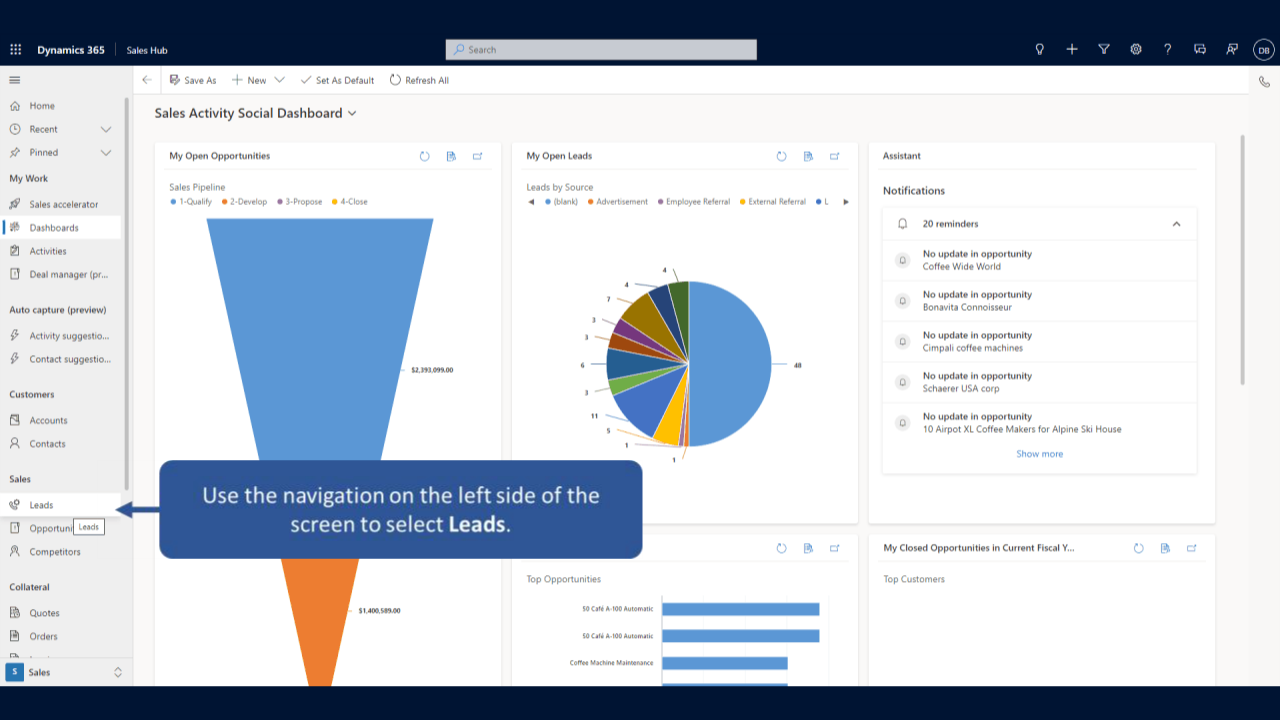 Dynamics 365
Sales Hub
Search
DB
Save As
New
Set As Default
Refresh All
Home
Recent
Pinned
My Work
Sales accelerator
Dashboards
Activities
Deal manager (pr...
Auto capture (preview)
Activity suggestio...
Contact suggestio...
Customers
Accounts
Contacts
Sales
Leads
Opportuni
Leads
Competitors
Collateral
Quotes
Orders
S
Sales
Sales Activity Social Dashboard
My Open Opportunities
Sales Pipeline
1-Qualify 2-Develop 3-Propose 4-Close
$2,393,099.00
$1,400,589.00
Use the navigation on the left side of the
screen to select Leads.
My Open Leads
Leads by Source
(blank) Advertisement Employee Referral External Referral L
4
4
7
3
3
6
3
11
5
1
1
48
Assistant
Notifications
20 reminders
No update in opportunity
Coffee Wide World
No update in opportunity
Bonavita Connoisseur
No update in opportunity
Cimpali coffee machines
No update in opportunity
Schaerer USA corp
No update in opportunity
10 Airpot XL Coffee Makers for Alpine Ski House
Show more
Top Opportunities
50 Café A-100 Automatic
50 Café A-100 Automatic
Coffee Machine Maintenance
My Closed Opportunities in Current Fiscal Y...
Top Customers